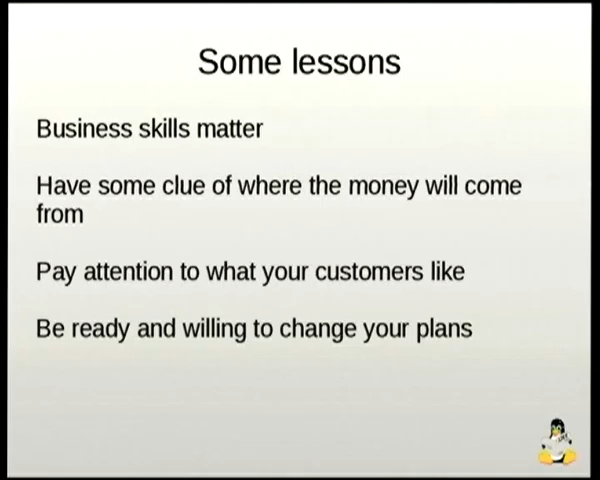 Some lessons
Business skills matter
Have some clue of where the money will come
from
Pay attention to what your customers like
Be ready and willing to change your plans